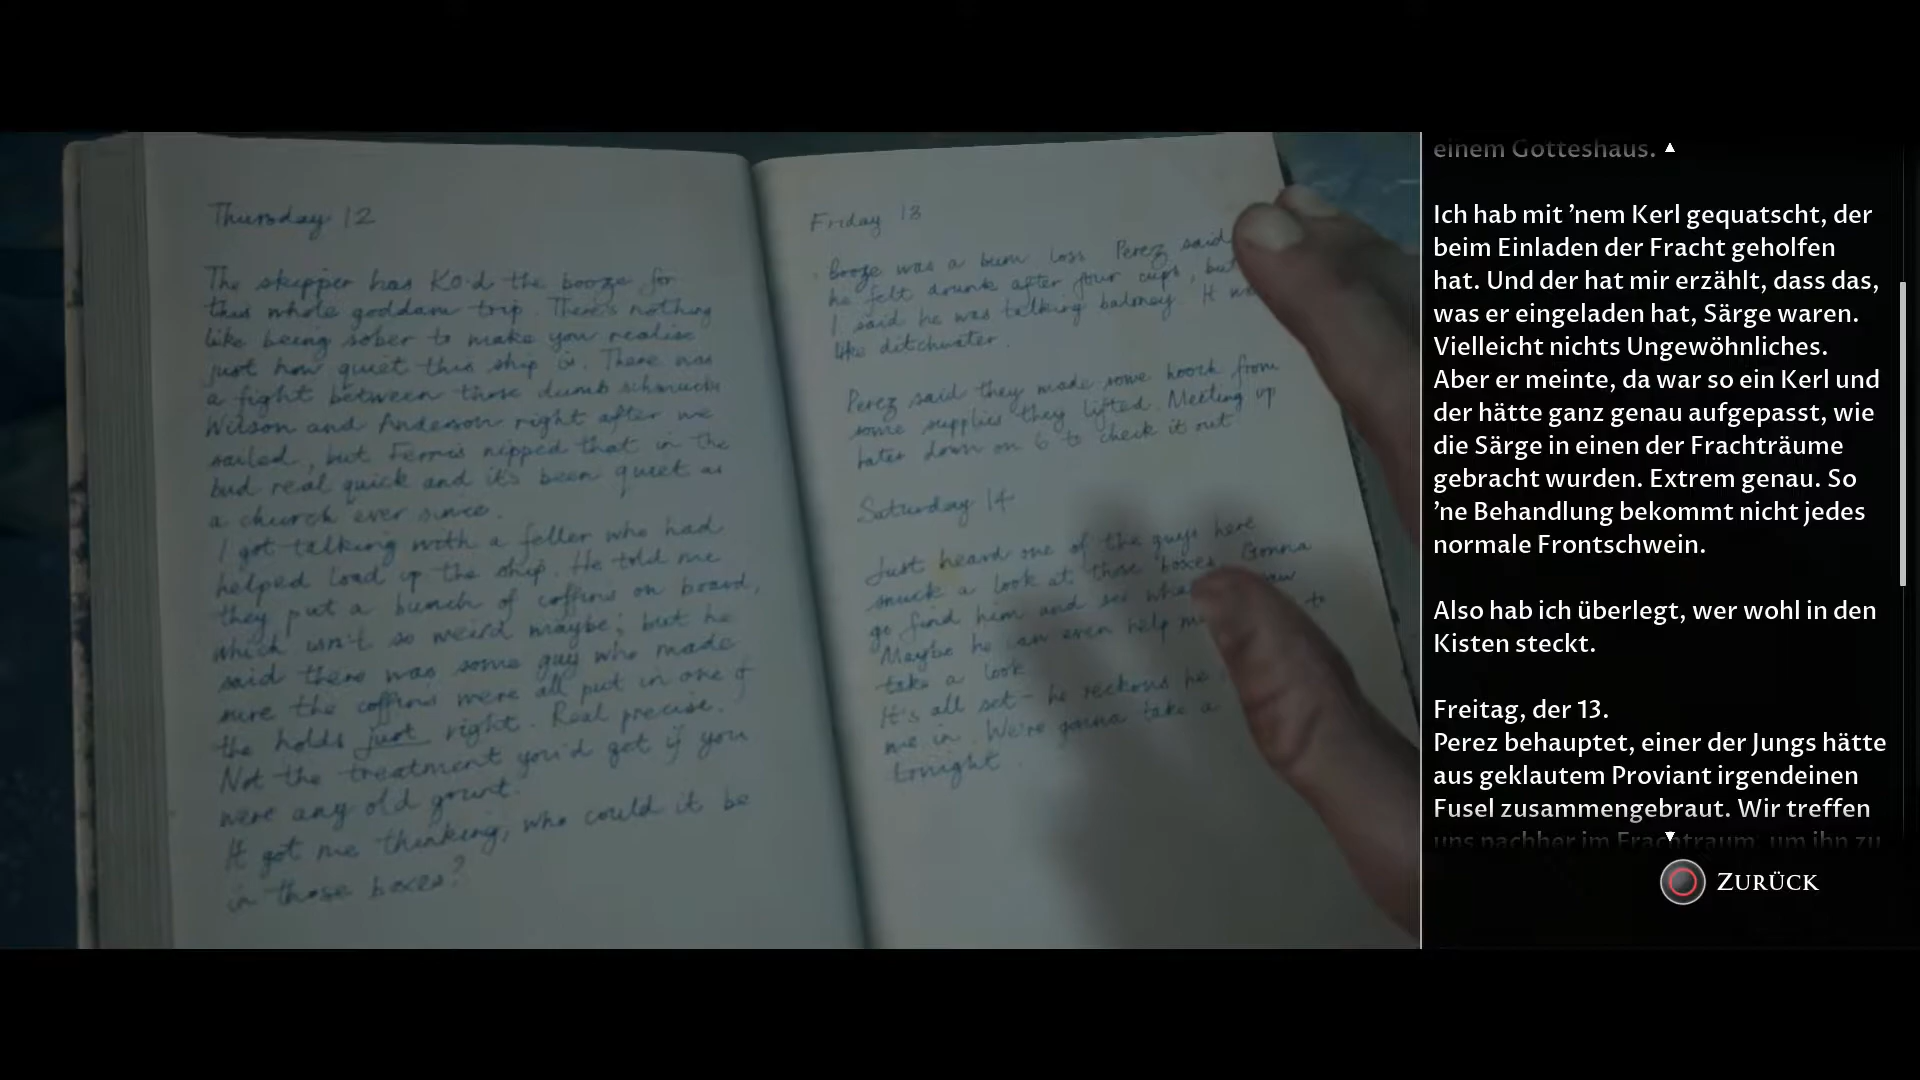 Thursday 12
The skipper has KO'd the booze for
this whole goddam trip. There's nothing
like being sober to make you realise
just how quiet this ship is. There was
a fight between those dumb schmucks
Wilson and Anderson right after we
sailed, but Ferris nipped that in the
bud real quick and it's been quiet as
a church ever since.
I got talking with a feller who had
helped load up the ship. He told me
they put a bunch of coffins on board,
which isn't so weird maybe; but he
said there was some guy who made
sure the coffins were all put in one of
the holds just right. Real precise.
Not the treatment you'd get if you
were any old grunt.
It got me thinking, who could it be
in those boxes?
Friday 13
Booze was a bum loss Perez said
he felt drunk after four cups, but
I said he was talking baloney. It
like ditchwater.
Perez said they made some hooch from
some supplies they lifted. Meeting up
later down on 6 to check it out
Saturday 14
Just heard one of the guys here
snuck a look at those boxes. Gonna
go find him and see
Maybe he can even help to
take a look
It's all set - he reckons he
me in. We're gonna take a
tonight.
einem Gotteshaus.
Ich hab mit 'nem Kerl gequatscht, der
beim Einladen der Fracht geholfen
hat. Und der hat mir erzählt, dass das,
was er eingeladen hat, Särge waren.
Vielleicht nichts Ungewöhnliches.
Aber er meinte, da war so ein Kerl und
der hätte ganz genau aufgepasst, wie
die Särge in einen der Frachträume
gebracht wurden. Extrem genau. So
'ne Behandlung bekommt nicht jedes
normale Frontschwein.
Also hab ich überlegt, wer wohl in den
Kisten steckt.
Freitag, der 13.
Perez behauptet, einer der Jungs hätte
aus geklautem Proviant irgendeinen
Fusel zusammengebraut. Wir treffen
uns nachher im Frachtraum, um ihn zu
ZURÜCK